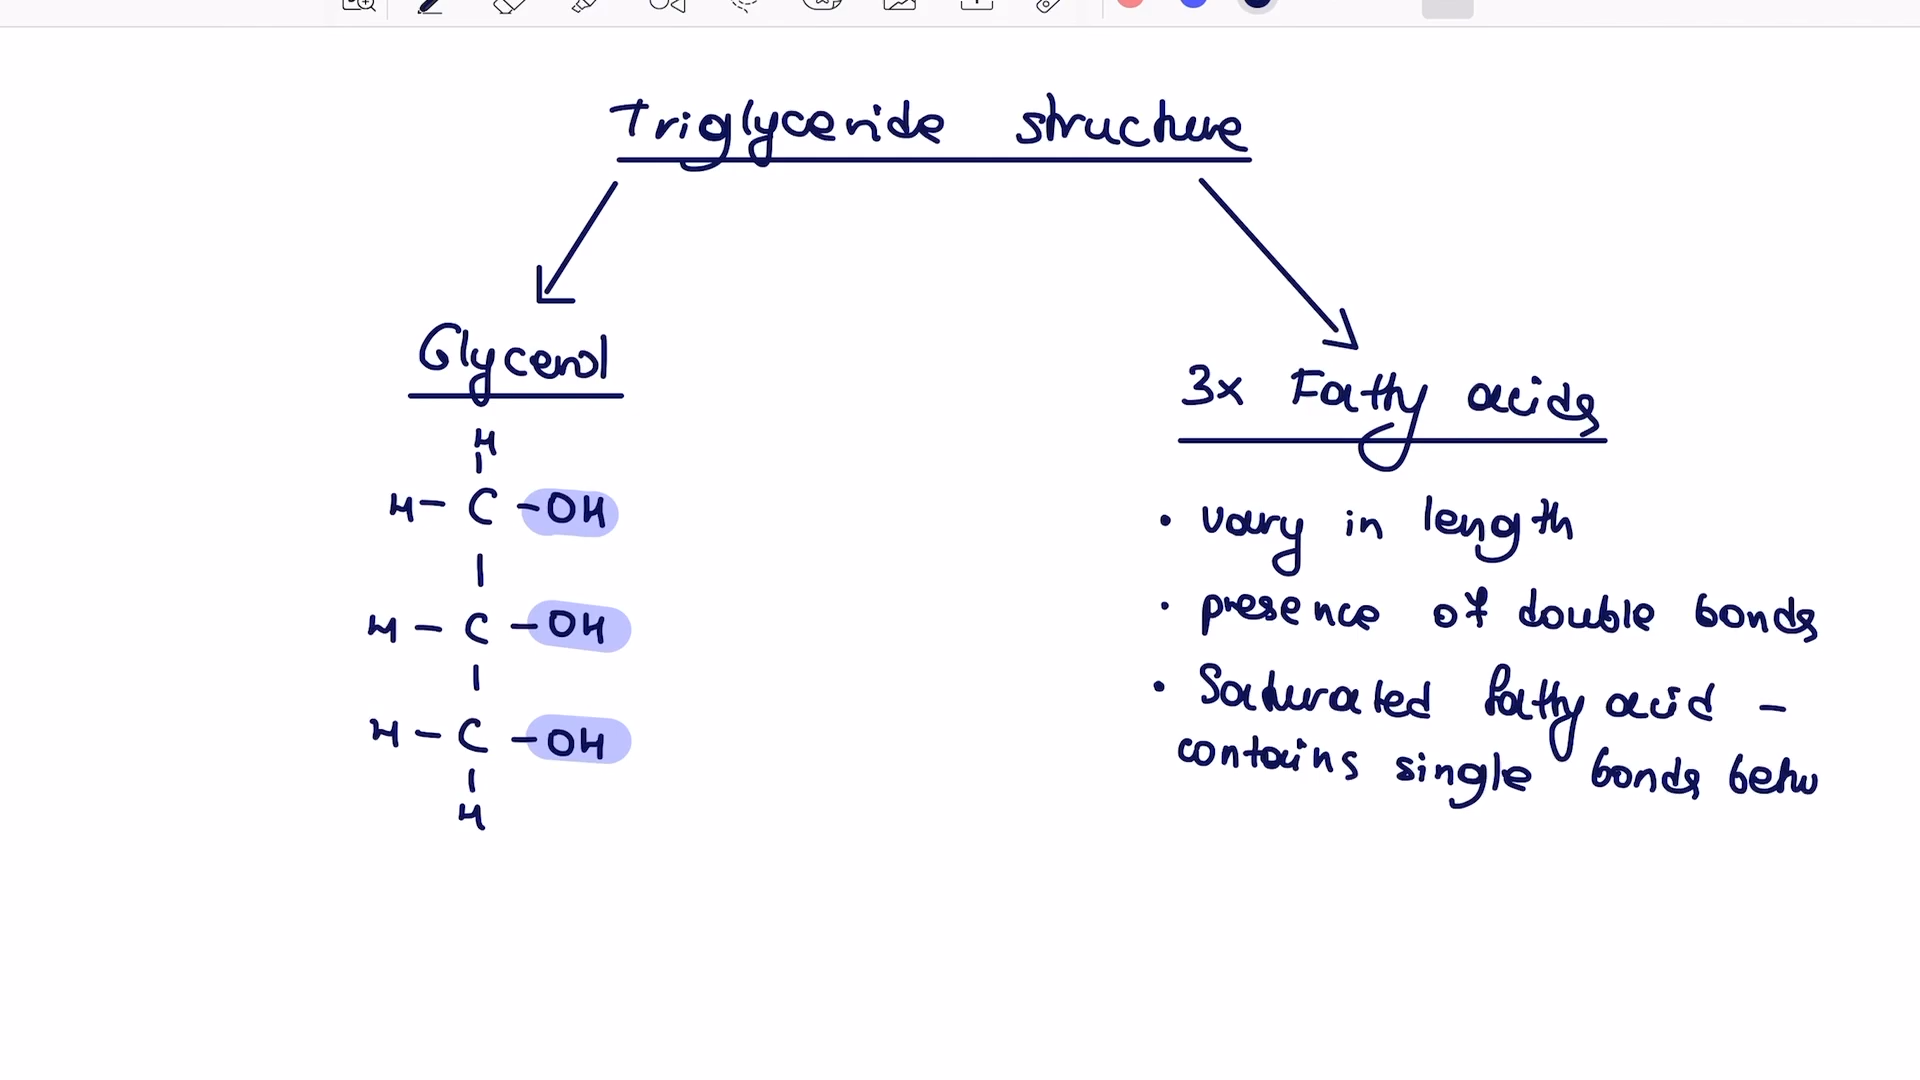 Triglyceride structure
Glycerol
H
H - C - OH
H - C - OH
H - C - OH
H
3x Fatty acids
• vary in length
• presence of double bonds
• Saturated fatty acid -
contains single bonds betw